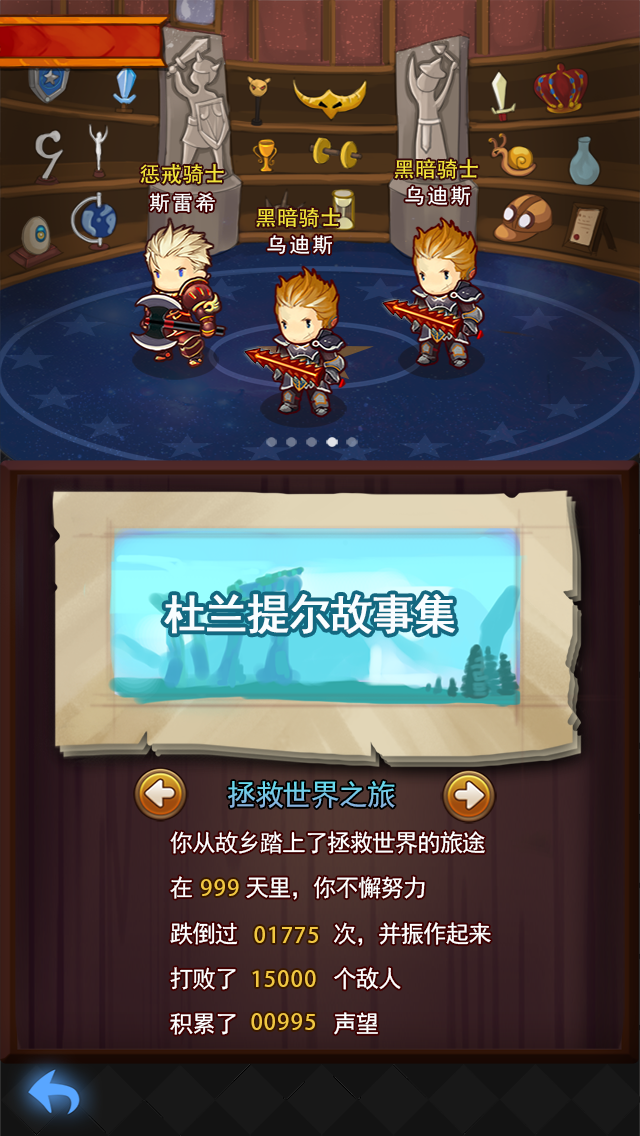 惩戒骑士
斯雷希
黑暗骑士
乌迪斯
黑暗骑士
乌迪斯
杜兰提尔故事集
拯救世界之旅
你从故乡踏上了拯救世界的旅途
在 999 天里，你不懈努力
跌倒过 01775 次，并振作起来
打败了 15000 个敌人
积累了 00995 声望